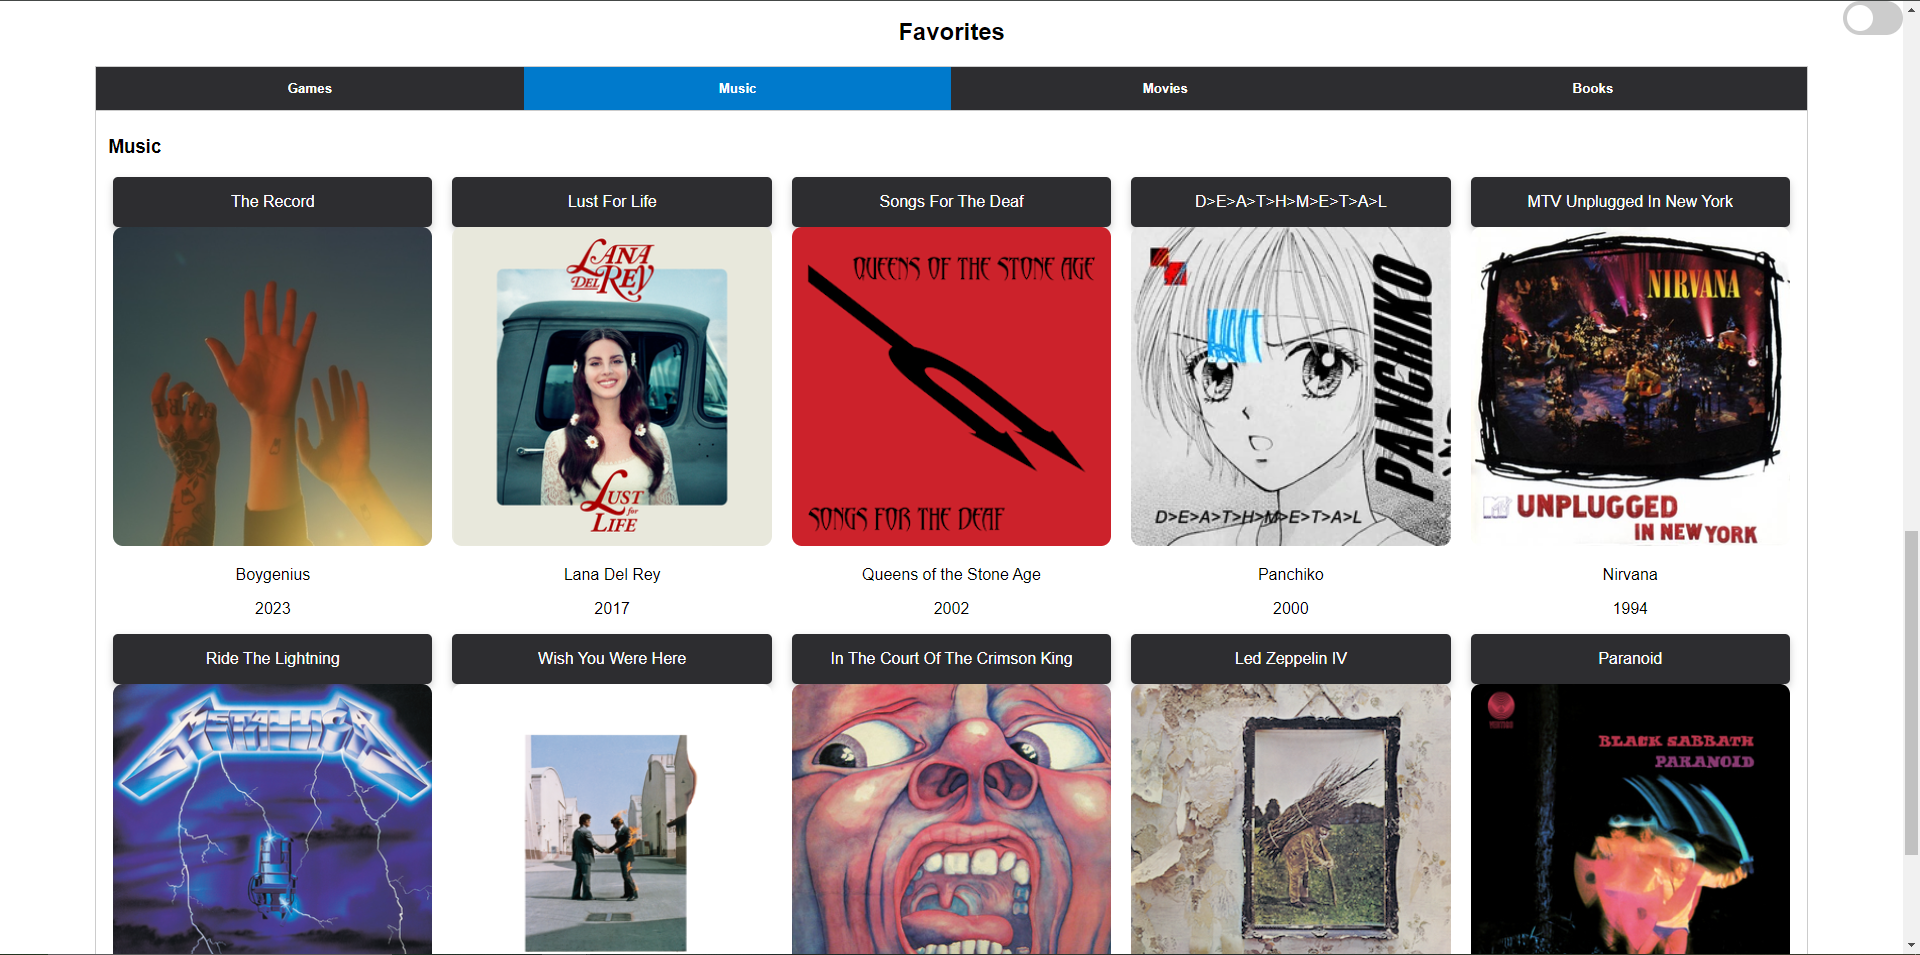 Favorites
Games
Music
Movies
Books
Music
The Record
Lust For Life
Songs For The Deaf
D>E>A>T>H>M>E>T>A>L
MTV Unplugged In New York
LANA
DEL REY
LUST
for
LIFE
QUEENS OF THE STONE AGE
SONGS FOR THE DEAF
PANCHIKO
D>E>A>T>H>M>E>T>A>L
NIRVANA
MTV UNPLUGGED
IN NEW YORK
Boygenius
Lana Del Rey
Queens of the Stone Age
Panchiko
Nirvana
2023
2017
2002
2000
1994
Ride The Lightning
Wish You Were Here
In The Court Of The Crimson King
Led Zeppelin IV
Paranoid
METALLICA
VERTIGO
BLACK SABBATH
PARANOID